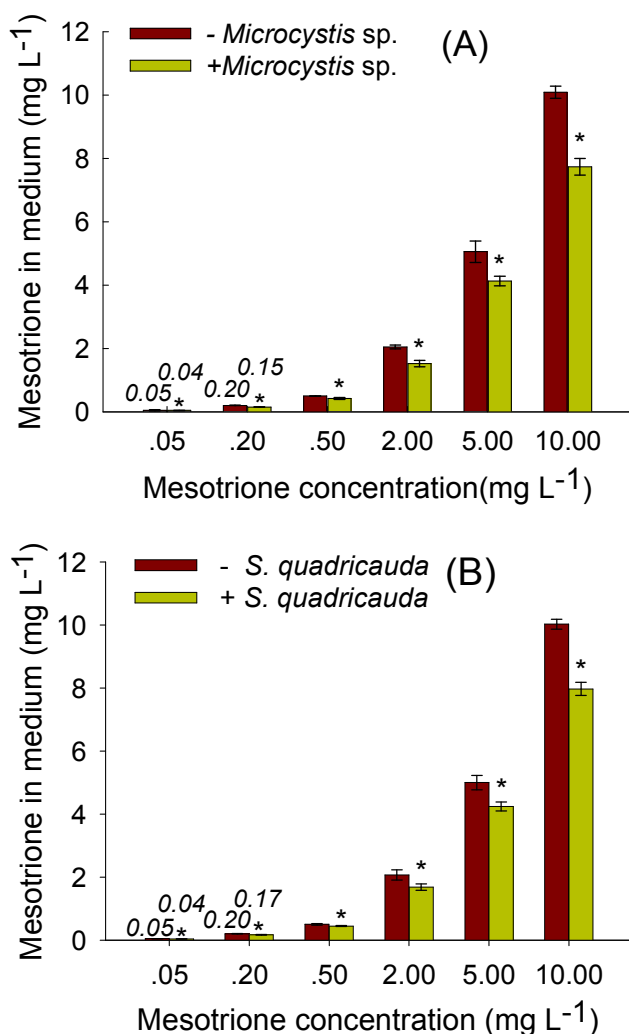 - Microcystis sp.
+Microcystis sp.
(A)
Mesotrione in medium (mg L-1)
12
10
8
6
4
2
0
0.05
0.04
*
0.20
0.15
*
*
*
*
*
.05 .20 .50 2.00 5.00 10.00
Mesotrione concentration(mg L-1)
- S. quadricauda
+ S. quadricauda
(B)
Mesotrione in medium (mg L-1)
12
10
8
6
4
2
0
0.05
0.04
*
0.20
0.17
*
*
*
*
*
.05 .20 .50 2.00 5.00 10.00
Mesotrione concentration (mg L-1)